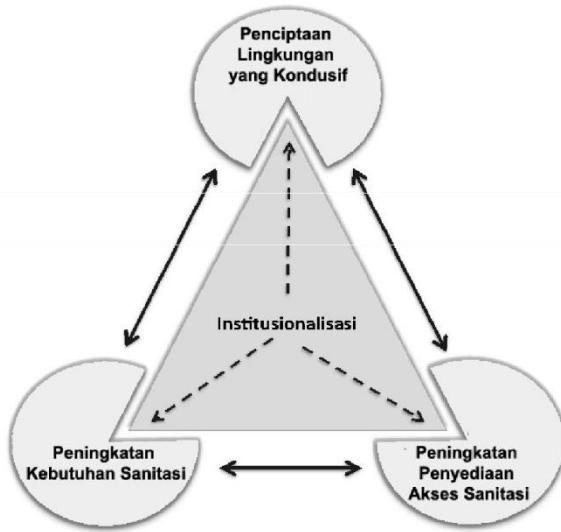 Penciptaan
Lingkungan
yang Kondusif
Institusionalisasi
Peningkatan
Kebutuhan Sanitasi
Peningkatan
Penyediaan
Akses Sanitasi